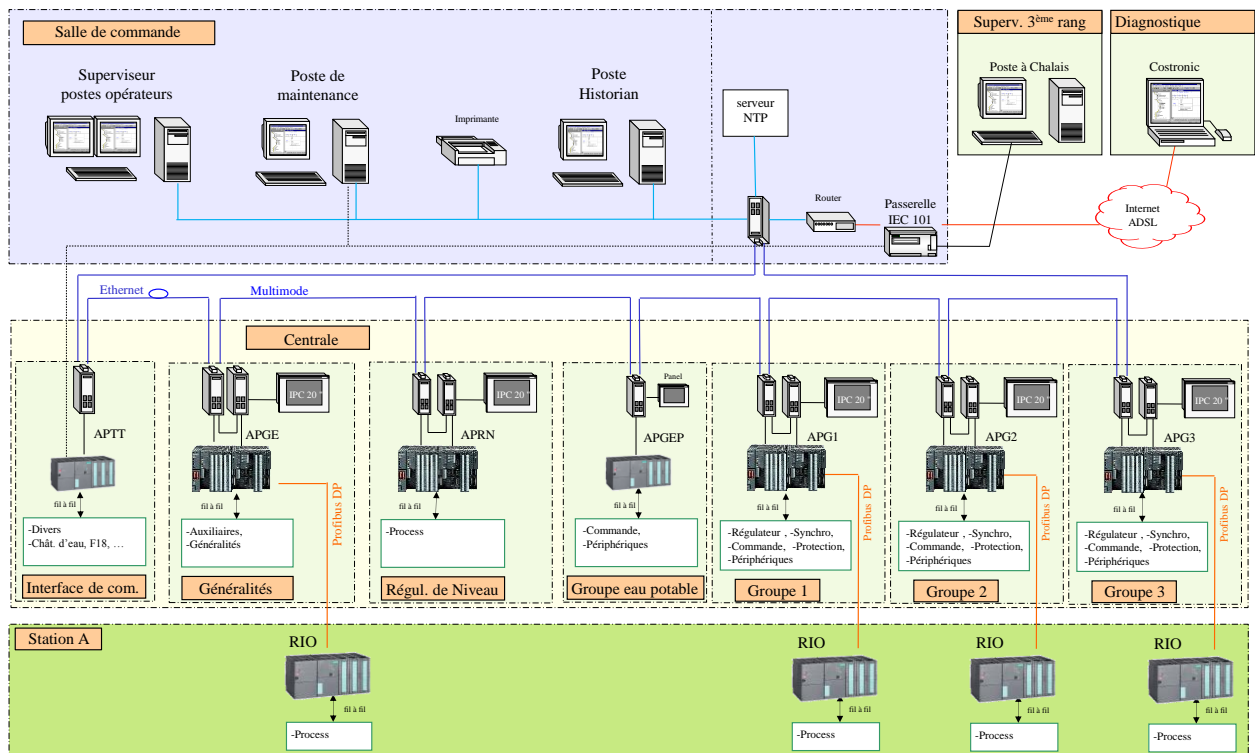 Salle de commande
Superviseur
postes opérateurs
Poste de
maintenance
Imprimante
Poste
Historian
serveur
NTP
Router
Passerelle
IEC 101
Superv. 3ème rang
Poste à Chalais
Diagnostique
Costronic
Internet
ADSL
Ethernet
Multimode
Centrale
APTT
fil à fil
-Divers
-Chât. d'eau, F18, …
Interface de com.
IPC 20 "
APGE
fil à fil
Profibus DP
-Auxiliaires,
-Généralités
Généralités
IPC 20 "
APRN
fil à fil
-Process
Régul. de Niveau
Panel
APGEP
fil à fil
-Commande,
-Périphériques
Groupe eau potable
IPC 20 "
APG1
fil à fil
Profibus DP
-Régulateur , -Synchro,
-Commande, -Protection,
-Périphériques
Groupe 1
IPC 20 "
APG2
fil à fil
Profibus DP
-Régulateur , -Synchro,
-Commande, -Protection,
-Périphériques
Groupe 2
IPC 20 "
APG3
fil à fil
Profibus DP
-Régulateur , -Synchro,
-Commande, -Protection,
-Périphériques
Groupe 3
Station A
RIO
fil à fil
-Process
RIO
fil à fil
-Process
RIO
fil à fil
-Process
RIO
fil à fil
-Process